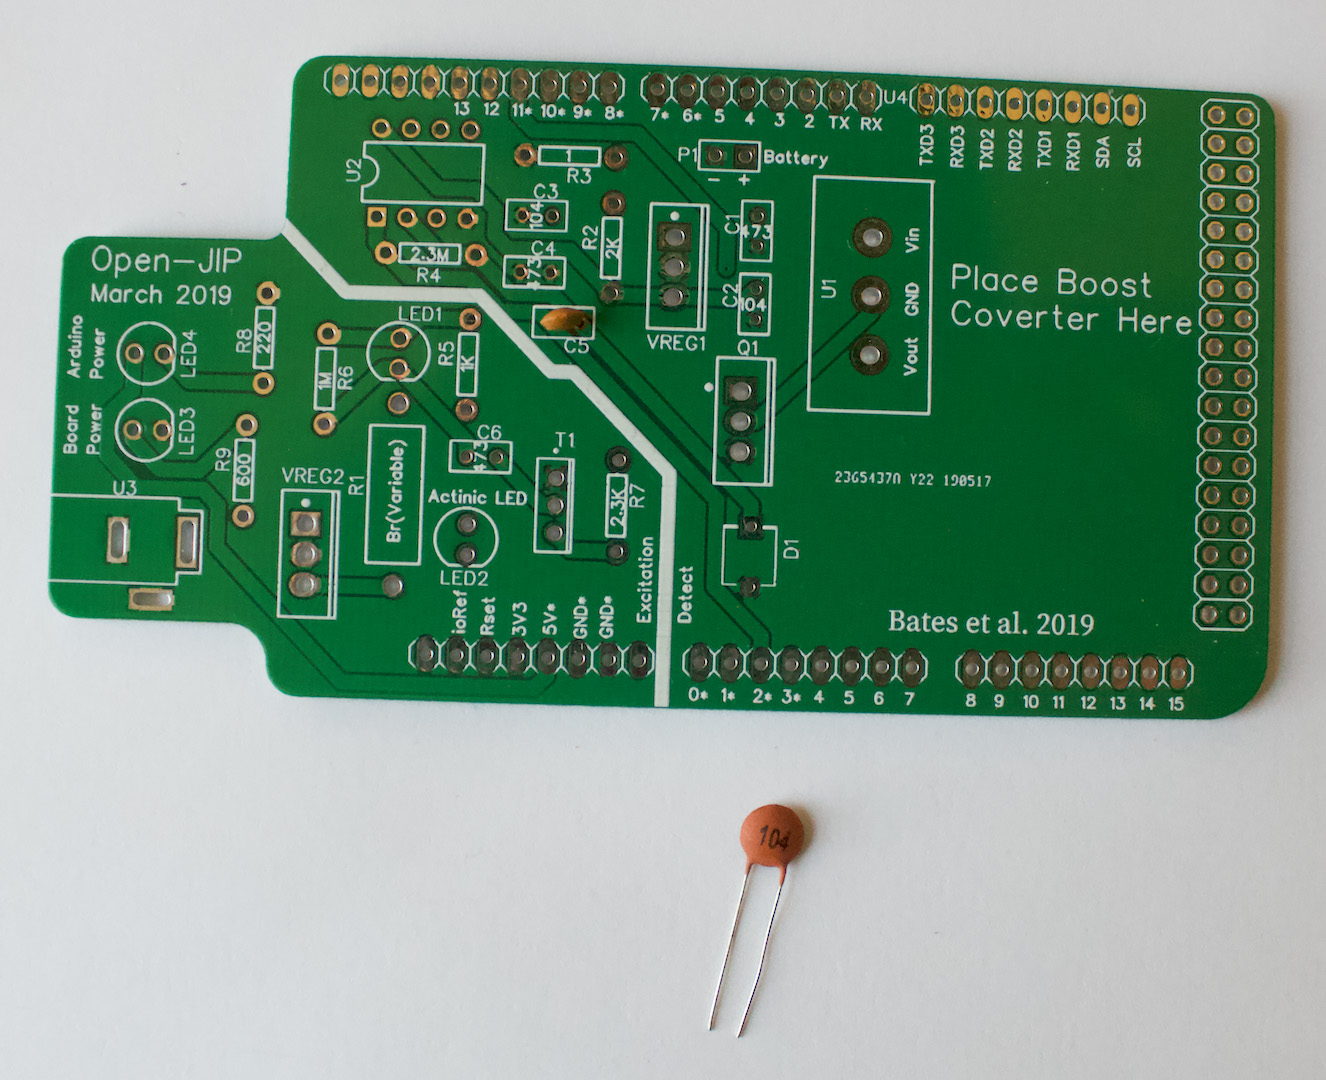 13 12 11* 10* 9* 8*
7* 6* 5 4 3 2 TX RX
U4
TXD3 RXD3 TXD2 RXD2 TXD1 RXD1 SDA SCL
U2
1
R3
P1
Battery
- +
C3
104
C4
473
R2
2K
2.3M
R4
C1
473
C2
104
VREG1
U1
Vin
GND
Vout
Place Boost
Coverter Here
Open-JIP
March 2019
Arduino
Power
LED4
R8
220
LED1
R5
1K
C5
Q1
1M
R6
Board
Power
LED3
R9
600
U3
VREG2
R1
Br(Variable)
C6
473
T1
Actinic LED
LED2
R7
2.3K
D1
Excitation
Detect
ioRef
Rset
3V3
5V*
GND*
GND*
Bates et al. 2019
0* 1* 2* 3* 4 5 6 7
8 9 10 11 12 13 14 15
104